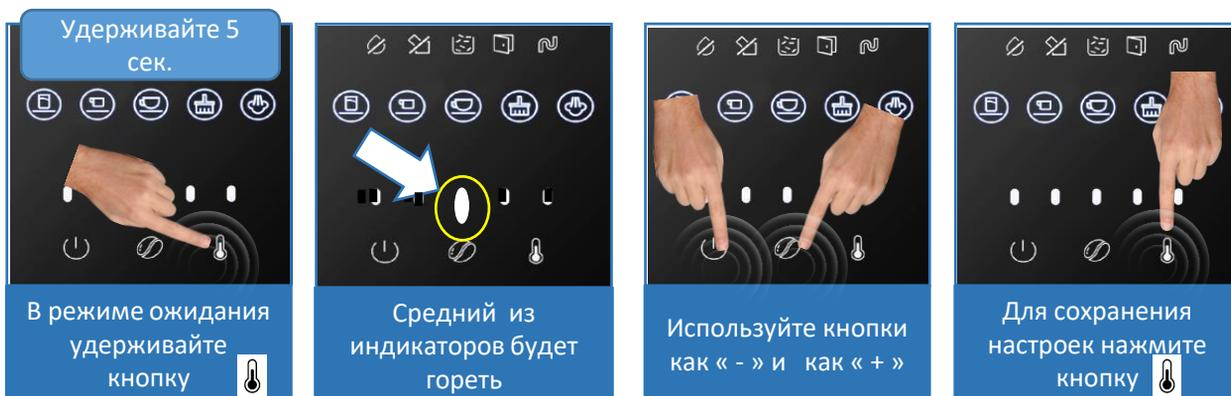 Удерживайте 5
сек.
В режиме ожидания
удерживайте
кнопку
Средний из
индикаторов будет
гореть
Используйте кнопки
как « - » и как « + »
Для сохранения
настроек нажмите
кнопку